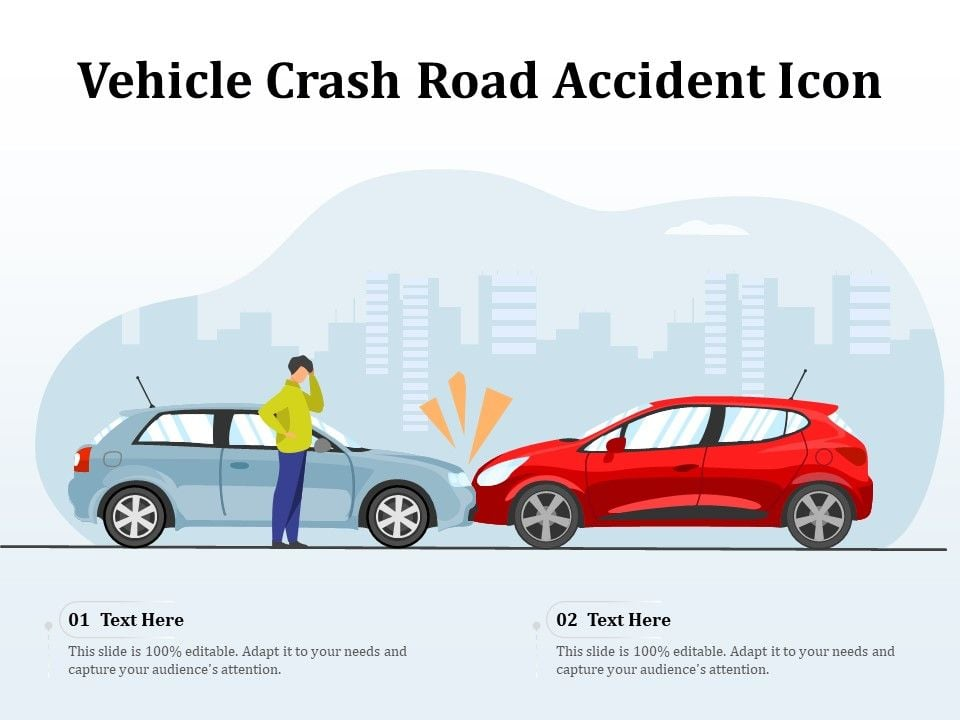 Vehicle Crash Road Accident Icon
01 Text Here
This slide is 100% editable. Adapt it to your needs and
capture your audience's attention.
02 Text Here
This slide is 100% editable. Adapt it to your needs and
capture your audience's attention.